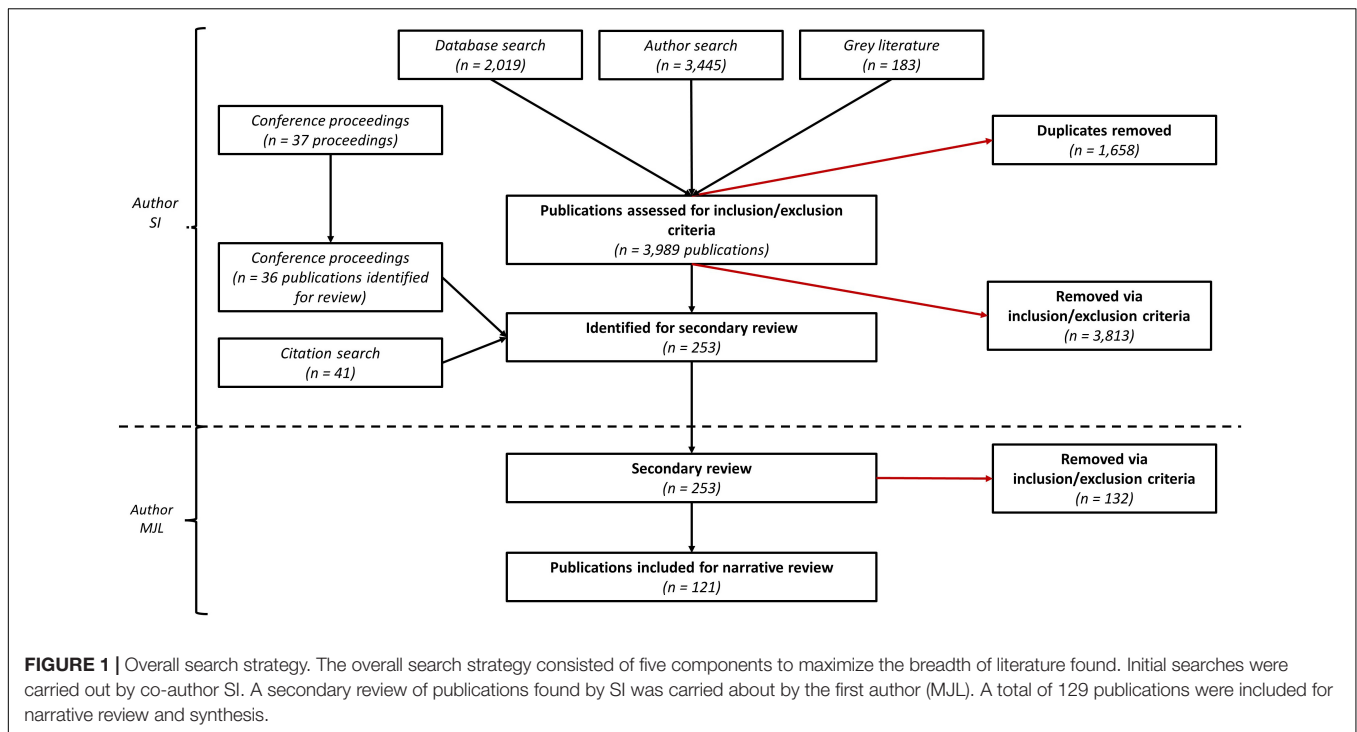 Database search
(n = 2,019)
Author search
(n = 3,445)
Grey literature
(n = 183)
Conference proceedings
(n = 37 proceedings)
Duplicates removed
(n = 1,658)
Author
SI
Publications assessed for inclusion/exclusion
criteria
(n = 3,989 publications)
Conference proceedings
(n = 36 publications identified
for review)
Removed via
inclusion/exclusion criteria
(n = 3,813)
Identified for secondary review
(n = 253)
Citation search
(n = 41)
Secondary review
(n = 253)
Removed via
inclusion/exclusion criteria
(n = 132)
Author
MJL
Publications included for narrative review
(n = 121)
FIGURE 1 | Overall search strategy. The overall search strategy consisted of five components to maximize the breadth of literature found. Initial searches were
carried out by co-author SI. A secondary review of publications found by SI was carried about by the first author (MJL). A total of 129 publications were included for
narrative review and synthesis.